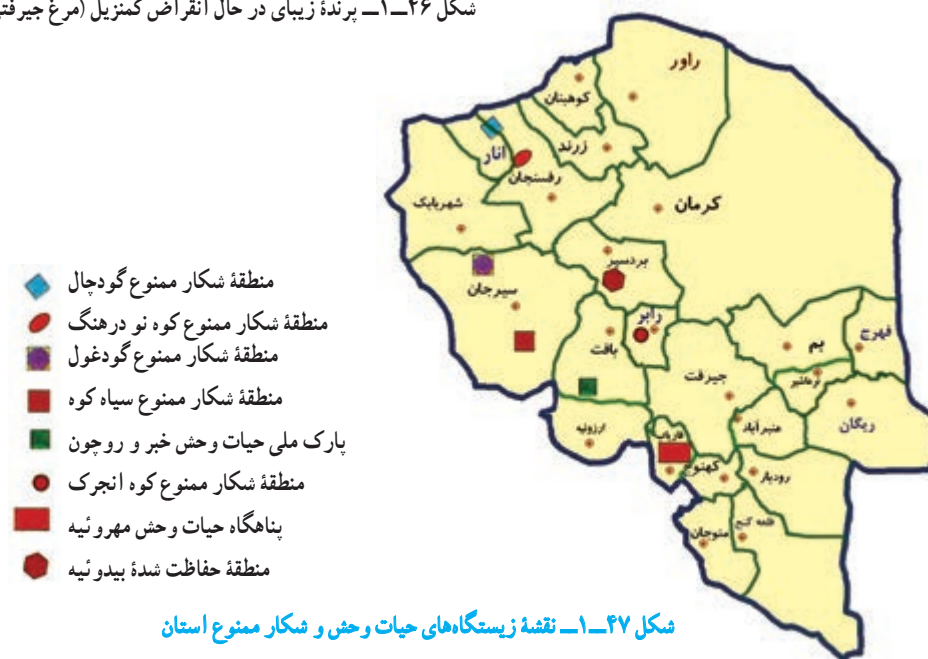 شکل ۴۶ــ۱ــ پرندهٔ زیبای در حال انقراض کمنزیل (مرغ جیرفتی
راور
کوهبنان
زرند
انار
رفسنجان
شهربابک
کرمان
بردسیر
سیرجان
رابر
بافت
بم
فهرج
نرماشیر
جیرفت
ریگان
عنبرآباد
ارزوئیه
فاریاب
کهنوج
رودبار
قلعه گنج
منوجان
منطقهٔ شکار ممنوع گودچال
منطقهٔ شکار ممنوع کوه نو درهنگ
منطقهٔ شکار ممنوع گودغول
منطقهٔ شکار ممنوع سیاه کوه
پارک ملی حیات وحش خبر و روچون
منطقهٔ شکار ممنوع کوه انجرک
پناهگاه حیات وحش مهروئیه
منطقهٔ حفاظت شدهٔ بیدوئیه
شکل ۴۷ــ۱ــ نقشهٔ زیستگاه‌های حیات وحش و شکار ممنوع استان